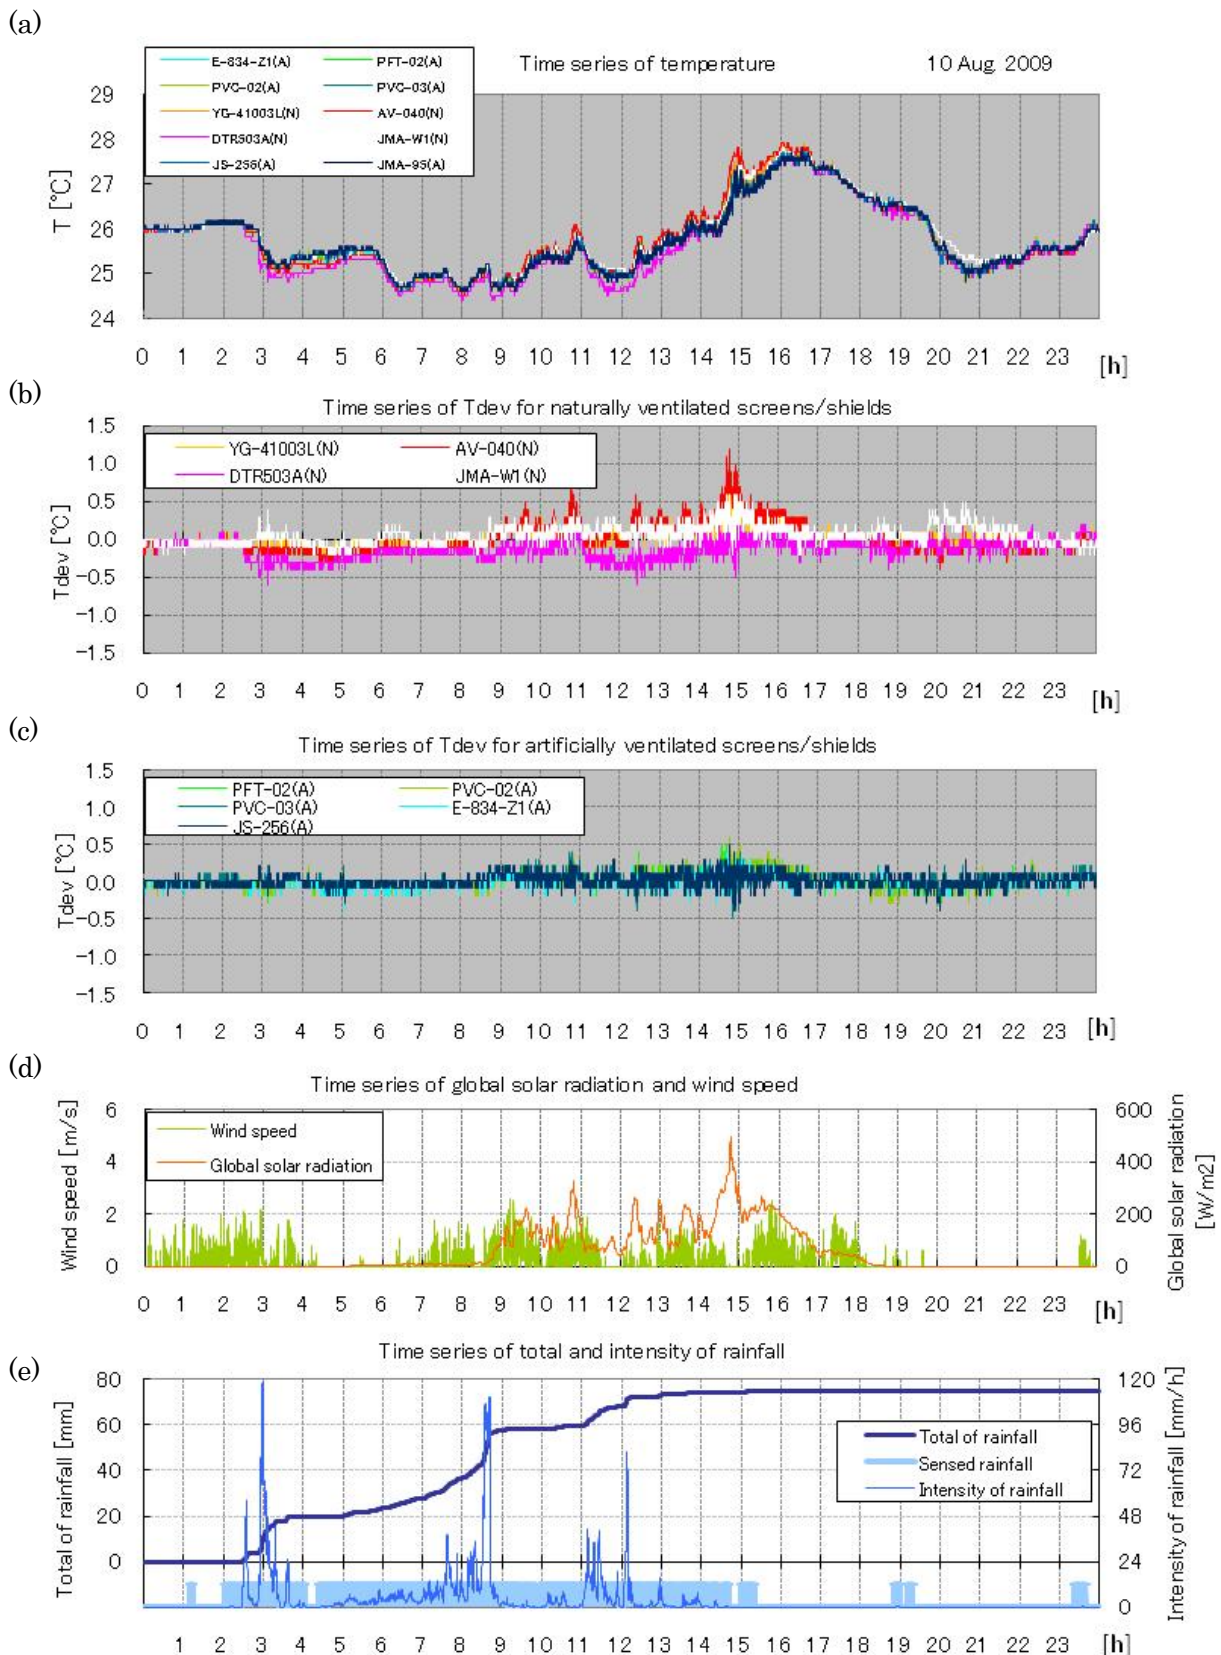 (a)
E-834-Z1(A) PFT-02(A)
PVC-02(A) PVC-03(A)
YG-41003L(N) AV-040(N)
DTR503A(N) JMA-W1(N)
JS-256(A) JMA-95(A)
Time series of temperature 10 Aug. 2009
T [°C]
29
28
27
26
25
24
0 1 2 3 4 5 6 7 8 9 10 11 12 13 14 15 16 17 18 19 20 21 22 23 [h]
(b)
Time series of Tdev for naturally ventilated screens/shields
YG-41003L(N) AV-040(N)
DTR503A(N) JMA-W1(N)
Tdev [°C]
1.5
1.0
0.5
0.0
-0.5
-1.0
-1.5
0 1 2 3 4 5 6 7 8 9 10 11 12 13 14 15 16 17 18 19 20 21 22 23 [h]
(c)
Time series of Tdev for artificially ventilated screens/shields
PFT-02(A) PVC-02(A)
PVC-03(A) E-834-Z1(A)
JS-256(A)
Tdev [°C]
1.5
1.0
0.5
0.0
-0.5
-1.0
-1.5
0 1 2 3 4 5 6 7 8 9 10 11 12 13 14 15 16 17 18 19 20 21 22 23 [h]
(d)
Time series of global solar radiation and wind speed
Wind speed
Global solar radiation
Wind speed [m/s]
6
4
2
0
600
400
200
0
Global solar radiation
[W/m2]
0 1 2 3 4 5 6 7 8 9 10 11 12 13 14 15 16 17 18 19 20 21 22 23 [h]
(e)
Time series of total and intensity of rainfall
Total of rainfall [mm]
80
60
40
20
0
Total of rainfall
Sensed rainfall
Intensity of rainfall
120
96
72
48
24
0
Intensity of rainfall [mm/h]
1 2 3 4 5 6 7 8 9 10 11 12 13 14 15 16 17 18 19 20 21 22 23 [h]